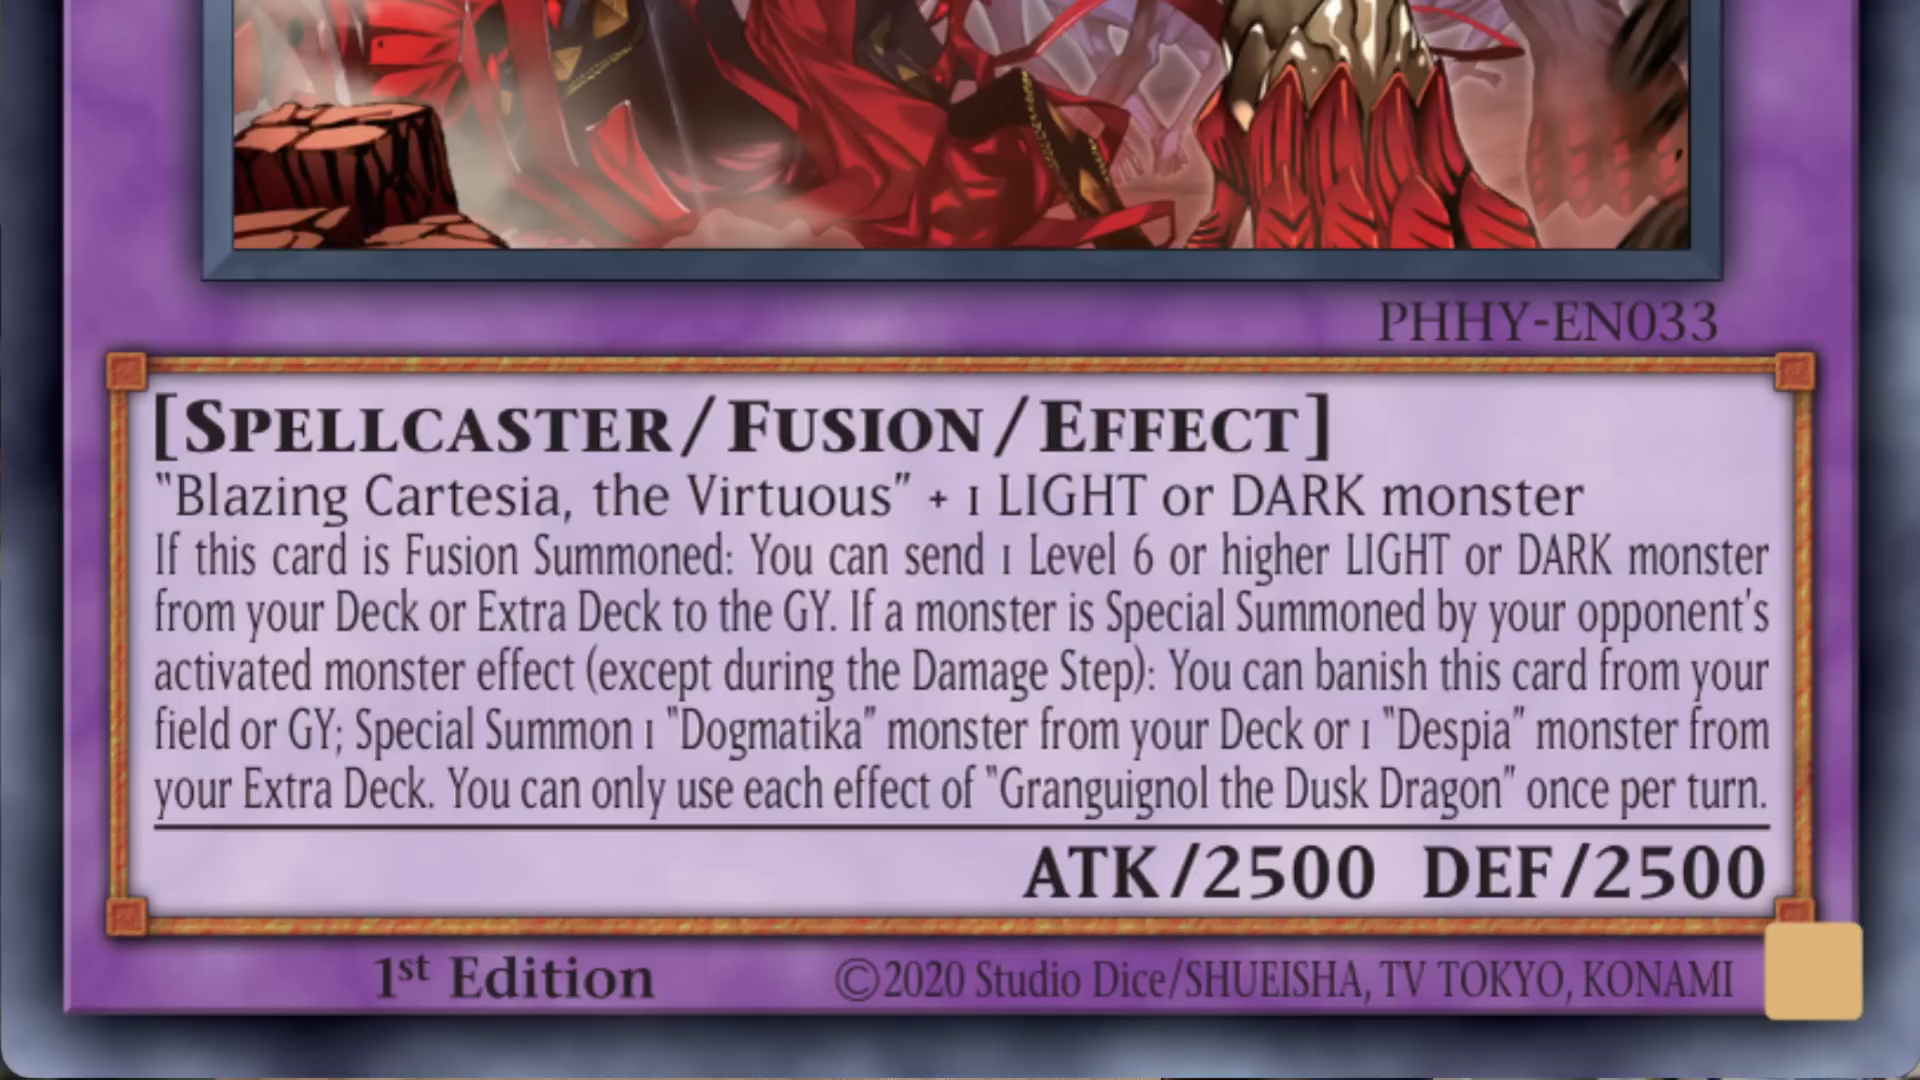 PHHY-EN033
[SPELLCASTER/FUSION/EFFECT]
"Blazing Cartesia, the Virtuous" + 1 LIGHT or DARK monster
If this card is Fusion Summoned: You can send 1 Level 6 or higher LIGHT or DARK monster
from your Deck or Extra Deck to the GY. If a monster is Special Summoned by your opponent's
activated monster effect (except during the Damage Step): You can banish this card from your
field or GY; Special Summon 1 "Dogmatika" monster from your Deck or 1 "Despia" monster from
your Extra Deck. You can only use each effect of "Granguignol the Dusk Dragon" once per turn.
ATK/2500 DEF/2500
1st Edition ©2020 Studio Dice/SHUEISHA, TV TOKYO, KONAMI